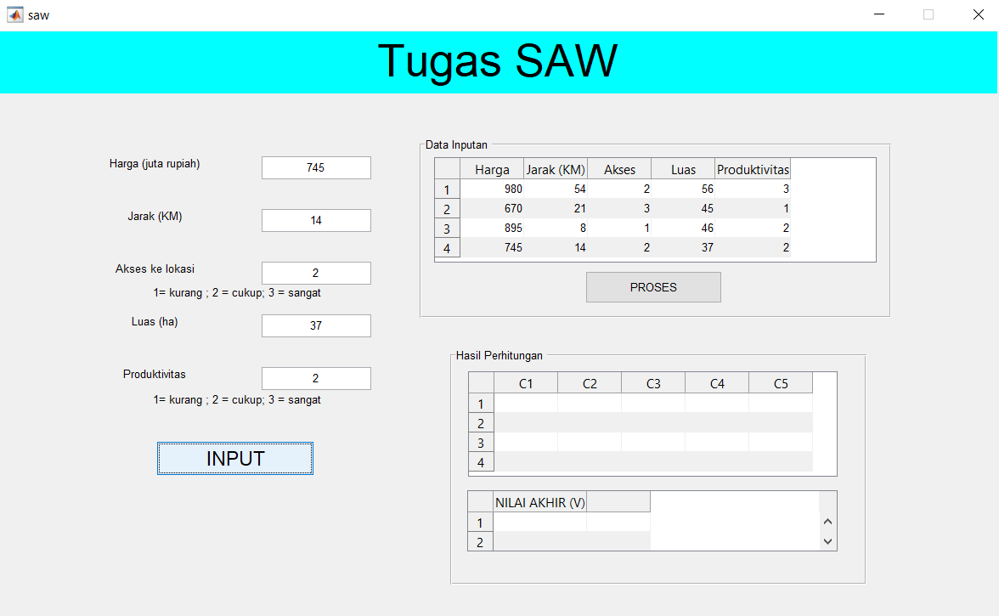 saw
Tugas SAW
Harga (juta rupiah) 745
Jarak (KM) 14
Akses ke lokasi 2
1= kurang ; 2 = cukup; 3 = sangat
Luas (ha) 37
Produktivitas 2
1= kurang ; 2 = cukup; 3 = sangat
INPUT
Data Inputan
Harga Jarak (KM) Akses Luas Produktivitas
1 980 54 2 56 3
2 670 21 3 45 1
3 895 8 1 46 2
4 745 14 2 37 2
PROSES
Hasil Perhitungan
C1 C2 C3 C4 C5
1
2
3
4
NILAI AKHIR (V)
1
2